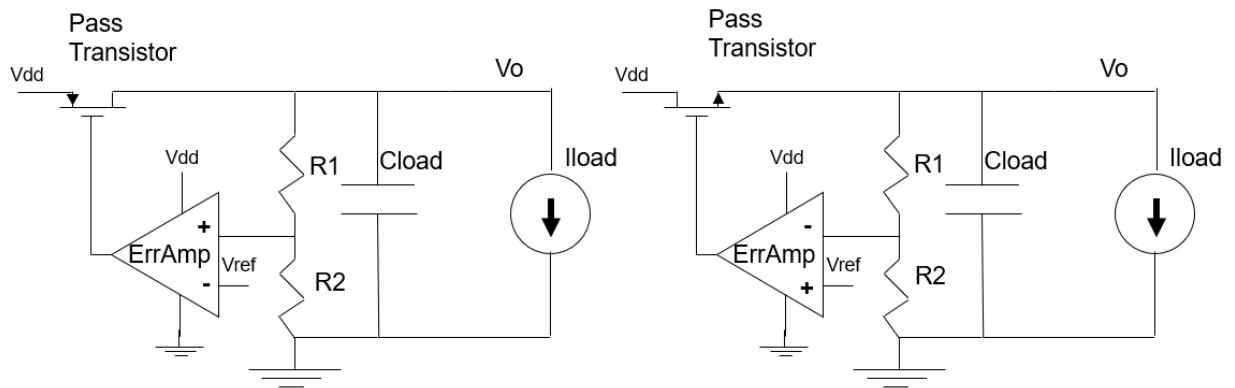 Pass
Transistor
Vdd
Vo
Vdd
R1
Cload
Iload
+
ErrAmp
Vref
-
R2
Pass
Transistor
Vdd
Vo
Vdd
R1
Cload
Iload
-
ErrAmp
Vref
+
R2